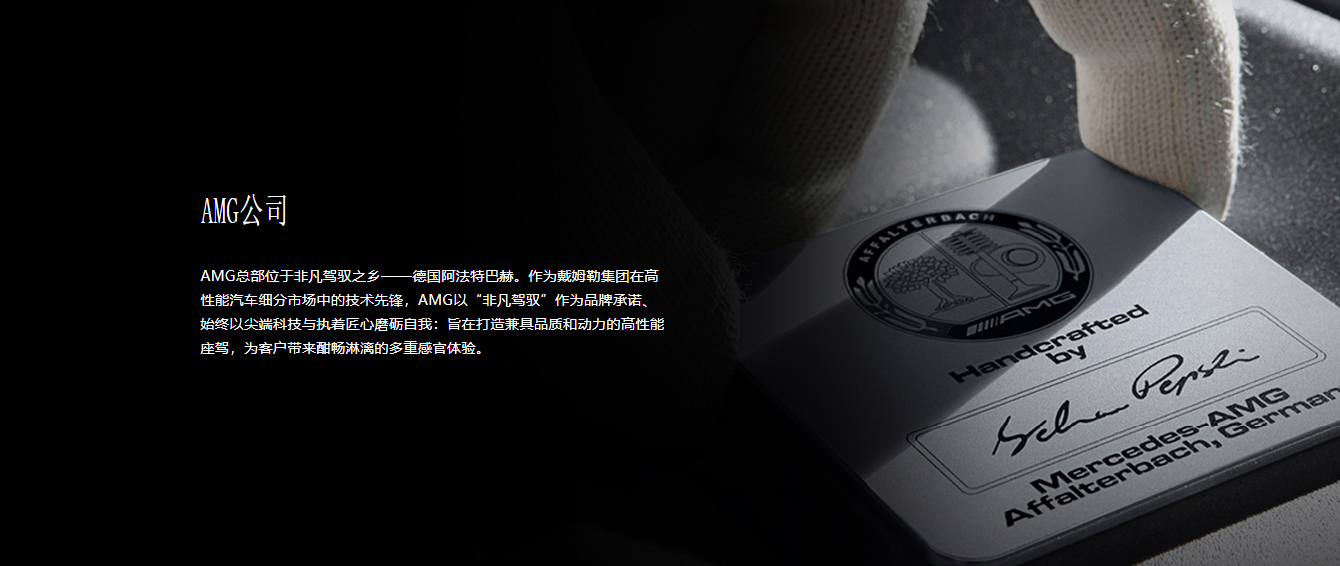 AMG公司
AMG总部位于非凡驾驭之乡——德国阿法特巴赫。作为戴姆勒集团在高
性能汽车细分市场中的技术先锋，AMG以“非凡驾驭”作为品牌承诺、
始终以尖端科技与执着匠心磨砺自我：旨在打造兼具品质和动力的高性能
座驾，为客户带来酣畅淋漓的多重感官体验。
AFFALTERBACH
AMG
Handcrafted
by
Mercedes-AMG
Affalterbach, German